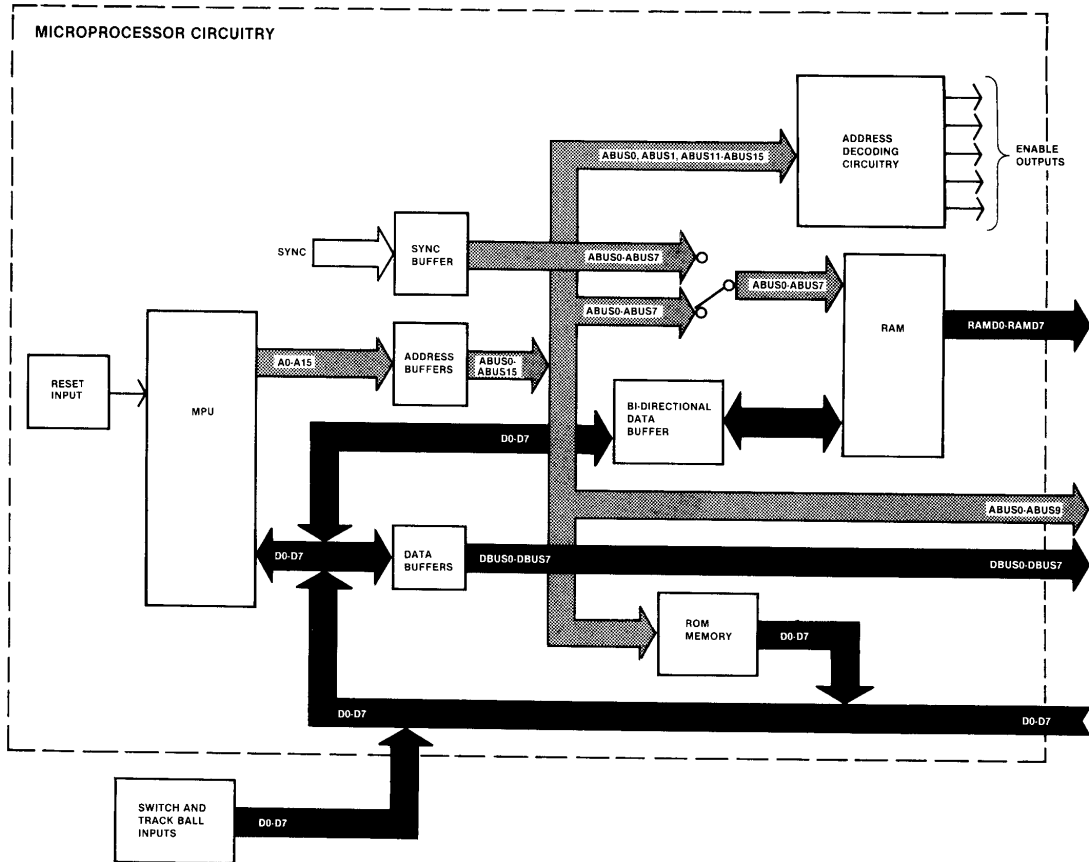 MICROPROCESSOR CIRCUITRY
ADDRESS
DECODING
CIRCUITRY
ENABLE
OUTPUTS
ABUS0, ABUS1, ABUS11-ABUS15
SYNC
SYNC
BUFFER
ABUS0-ABUS7
ABUS0-ABUS7
ABUS0-ABUS7
RAM
RAMD0-RAMD7
RESET
INPUT
MPU
A0-A15
ADDRESS
BUFFERS
ABUS0-
ABUS15
BI-DIRECTIONAL
DATA
BUFFER
D0-D7
ABUS0-ABUS9
D0-D7
DATA
BUFFERS
DBUS0-DBUS7
DBUS0-DBUS7
ROM
MEMORY
D0-D7
D0-D7
D0-D7
SWITCH AND
TRACK BALL
INPUTS
D0-D7